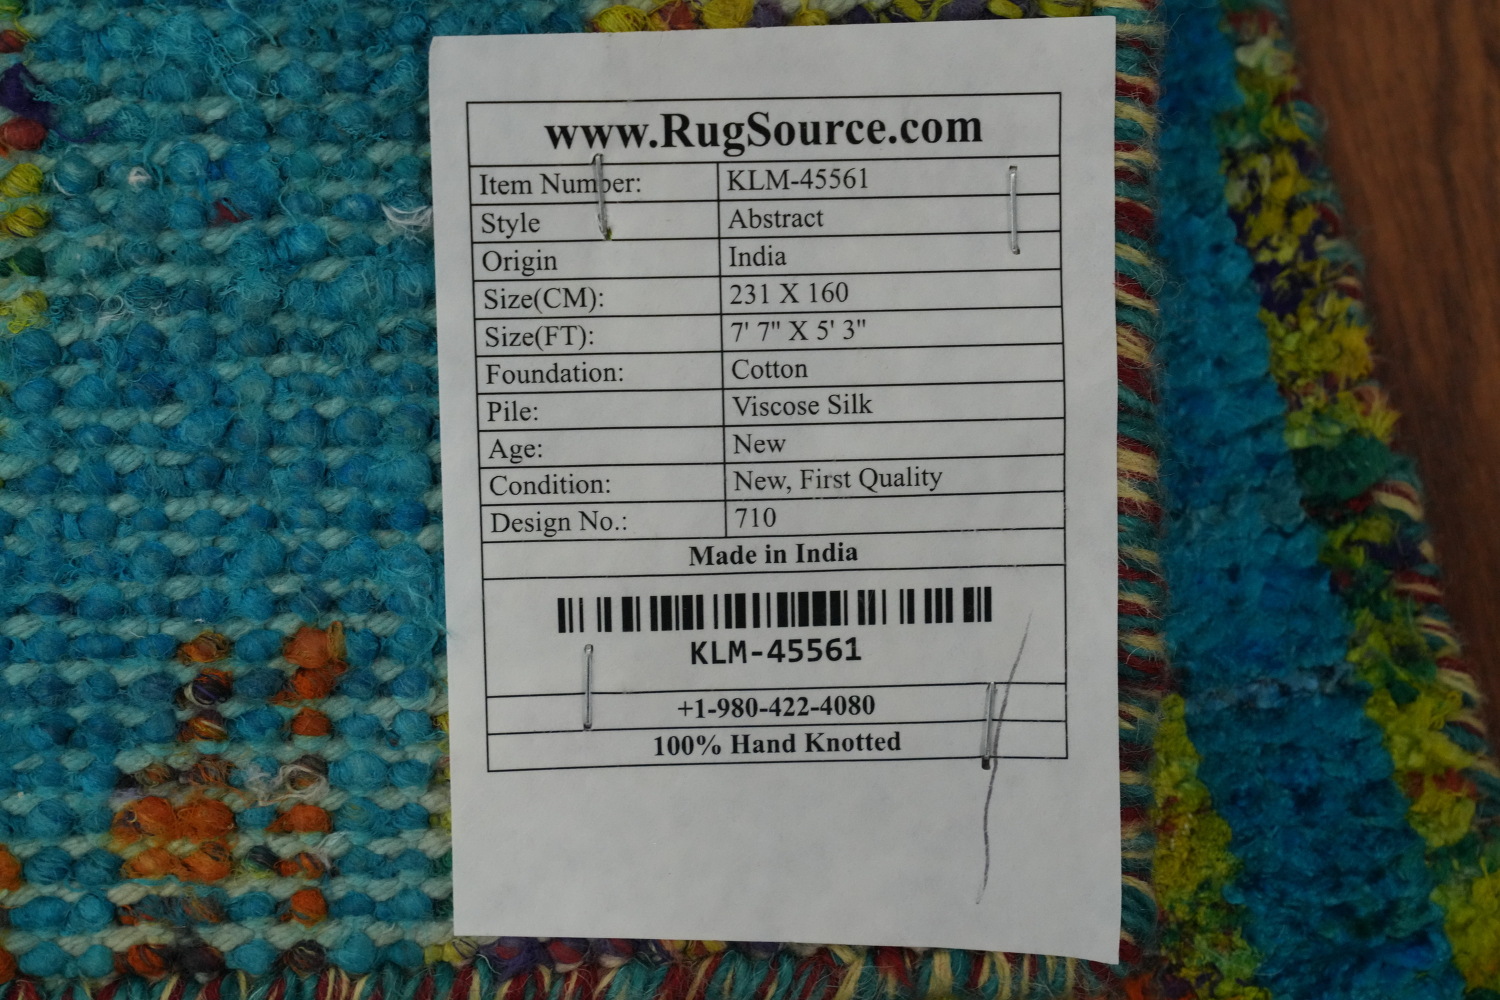 www.RugSource.com
Item Number: KLM-45561
Style Abstract
Origin India
Size(CM): 231 X 160
Size(FT): 7' 7" X 5' 3"
Foundation: Cotton
Pile: Viscose Silk
Age: New
Condition: New, First Quality
Design No.: 710
Made in India
KLM-45561
+1-980-422-4080
100% Hand Knotted